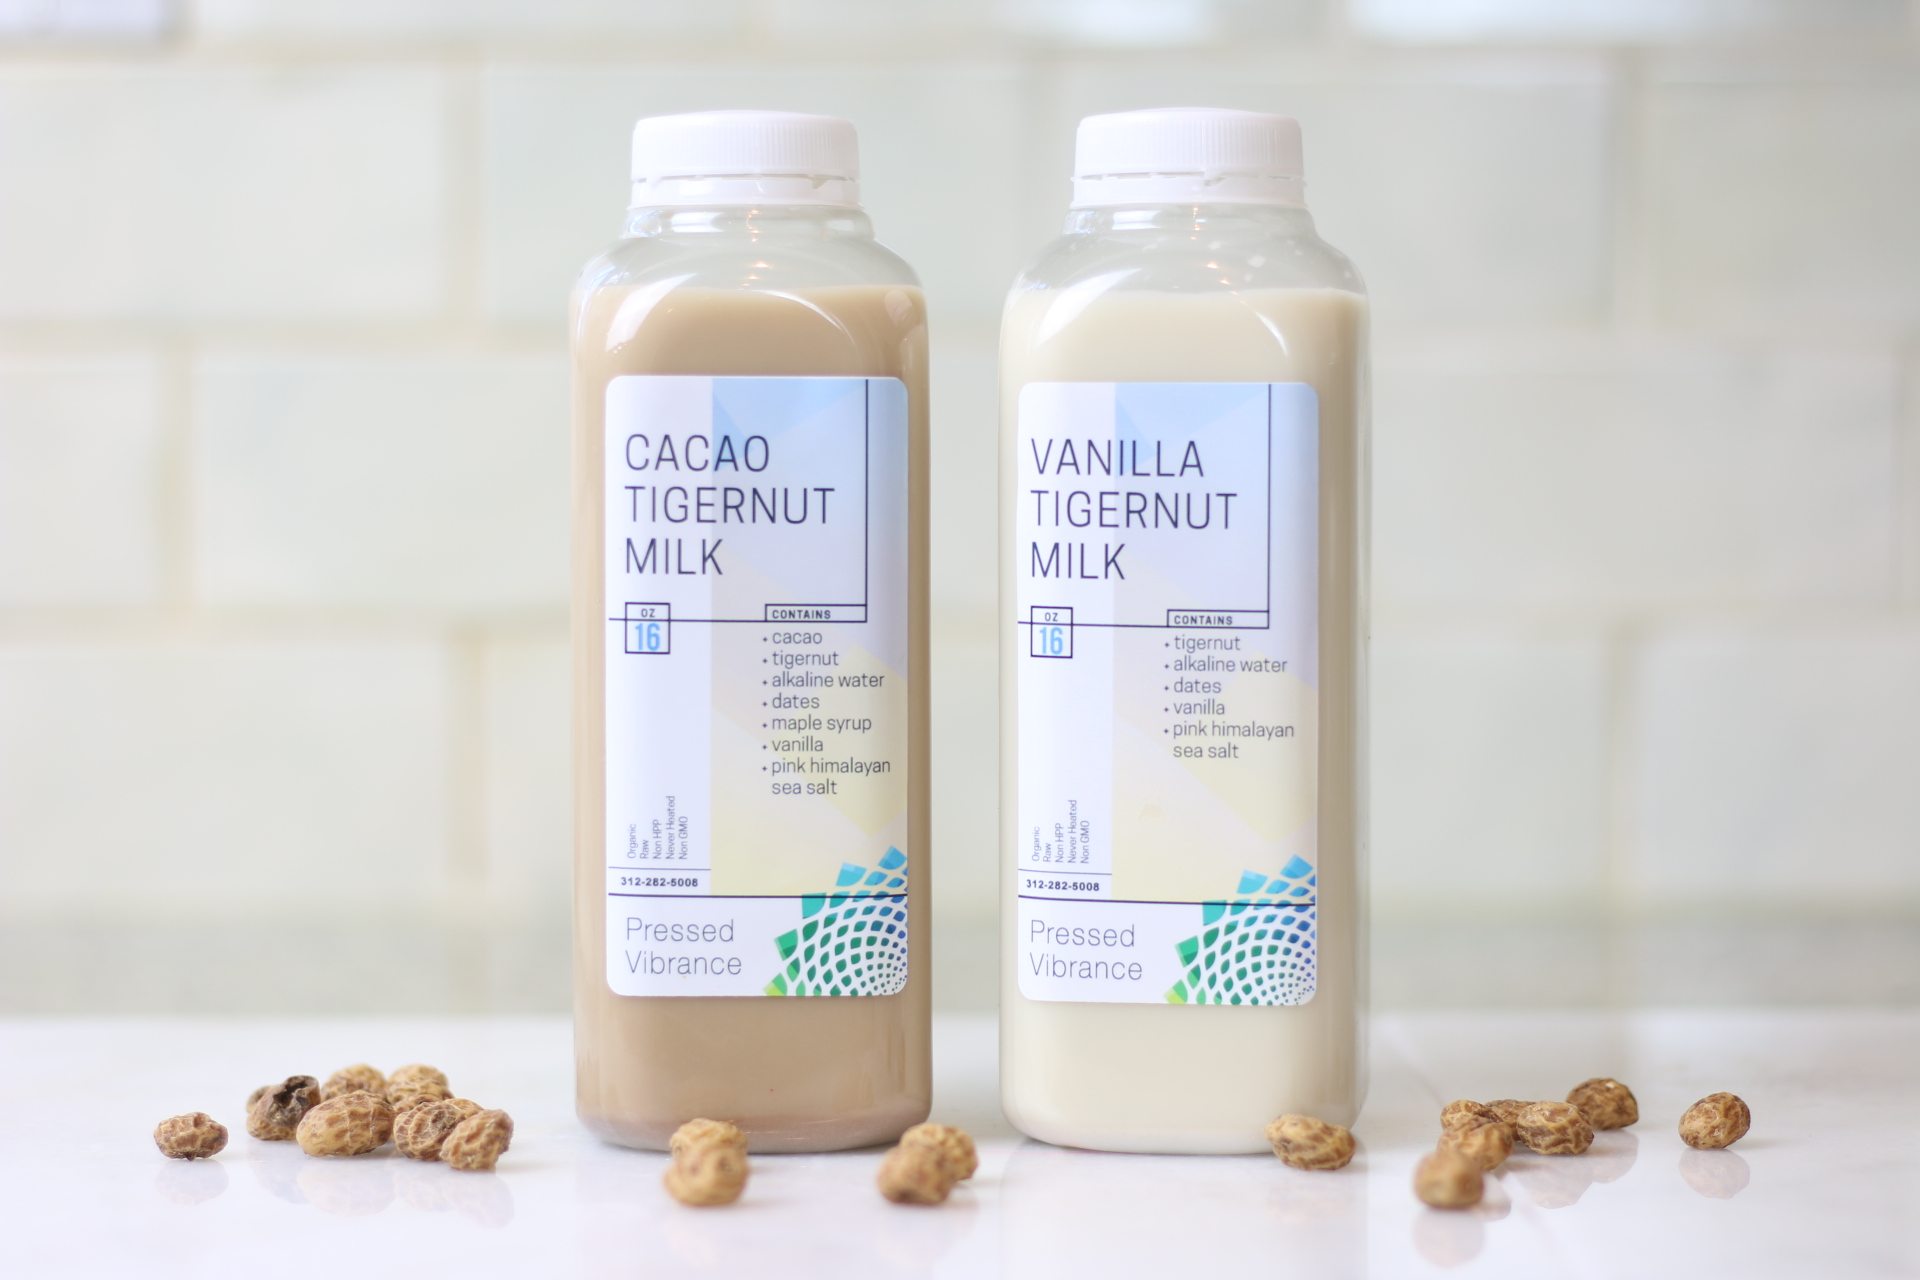 CACAO
TIGERNUT
MILK
OZ
16
CONTAINS
+ cacao
+ tigernut
+ alkaline water
+ dates
+ maple syrup
+ vanilla
+ pink himalayan
sea salt
Organic
Raw
Non HPP
Never Heated
Non GMO
312-282-5008
Pressed
Vibrance
VANILLA
TIGERNUT
MILK
OZ
16
CONTAINS
+ tigernut
+ alkaline water
+ dates
+ vanilla
+ pink himalayan
sea salt
Organic
Raw
Non HPP
Never Heated
Non GMO
312-282-5008
Pressed
Vibrance